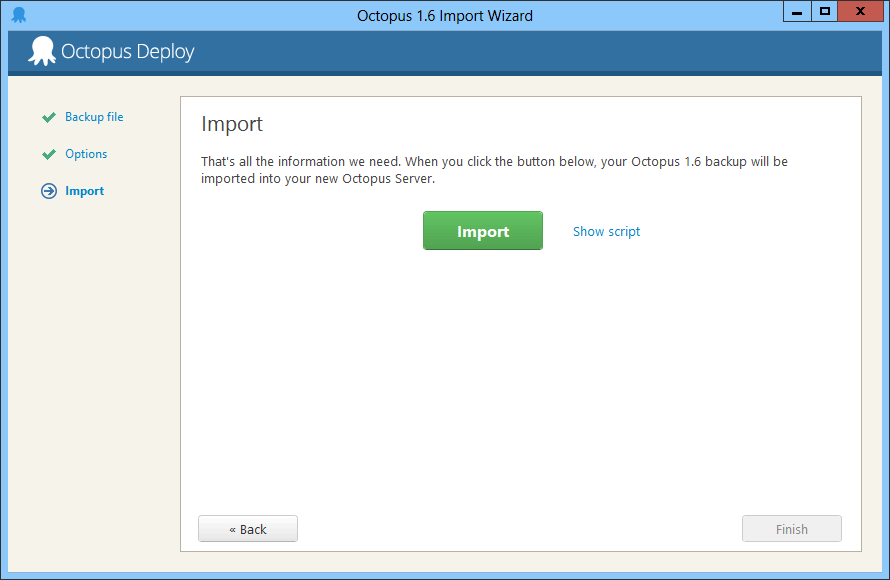 Octopus 1.6 Import Wizard
Octopus Deploy
Backup file
Options
Import
Import
That's all the information we need. When you click the button below, your Octopus 1.6 backup will be
imported into your new Octopus Server.
Import
Show script
« Back
Finish